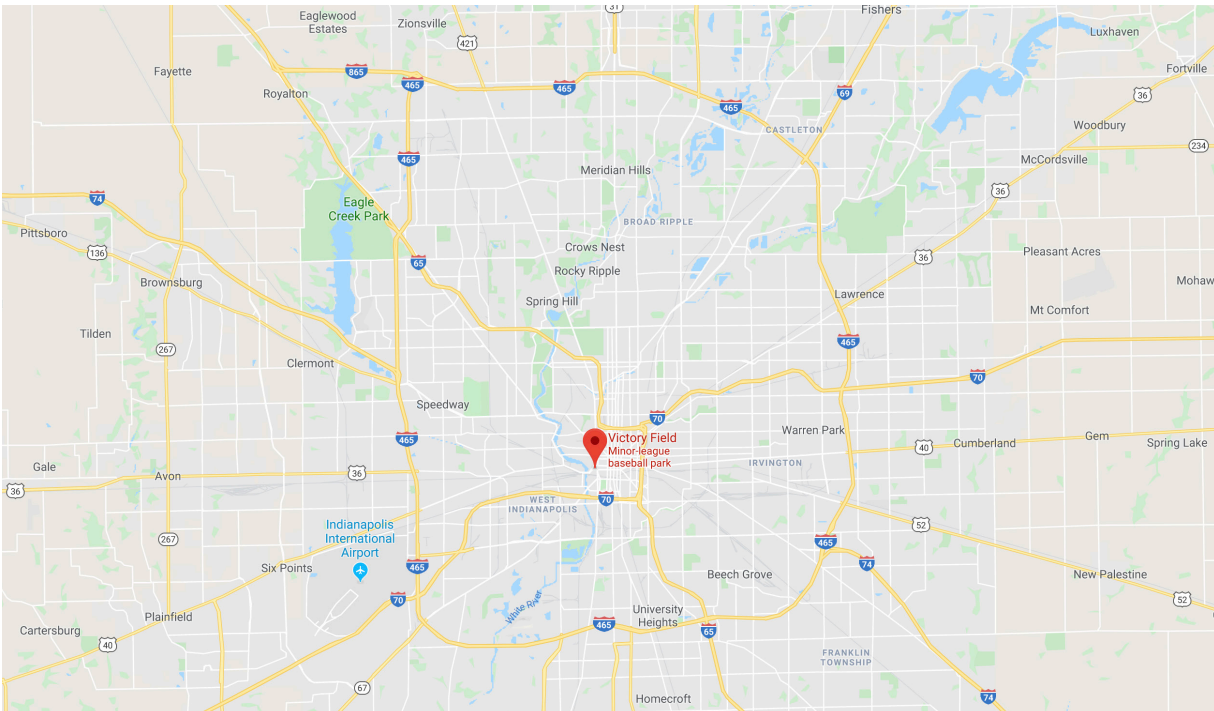 31
Fishers
Eaglewood
Estates
Zionsville
421
Luxhaven
Fayette
865
465
465
69
Fortville
36
Royalton
465
CASTLETON
Woodbury
234
465
McCordsville
Meridian Hills
36
74
Eagle
Creek Park
BROAD RIPPLE
Pittsboro
136
Crows Nest
Pleasant Acres
65
36
Rocky Ripple
Brownsburg
Mohaw
Spring Hill
Lawrence
Mt Comfort
Tilden
465
267
Clermont
70
Speedway
70
Warren Park
465
Victory Field
Minor-league
baseball park
40
Cumberland
Gem
Spring Lake
Gale
Avon
36
IRVINGTON
36
WEST
INDIANAPOLIS
70
52
Indianapolis
International
Airport
267
465
74
Six Points
465
Beech Grove
New Palestine
70
White River
52
Plainfield
University
Heights
465
65
Cartersburg
40
FRANKLIN
TOWNSHIP
67
Homecroft
74